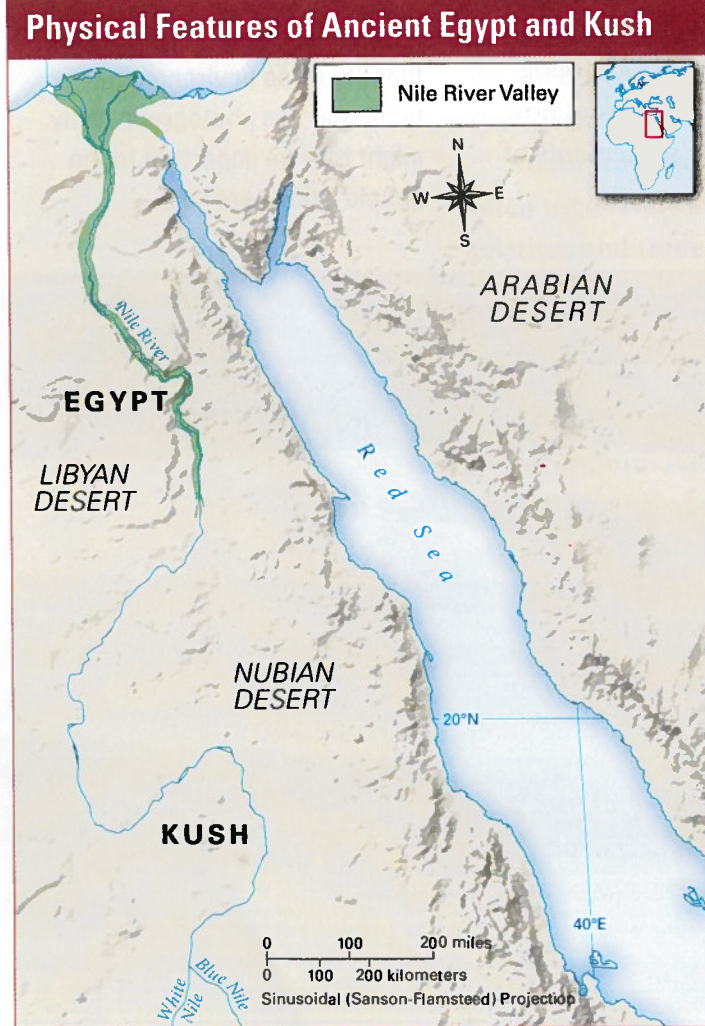 Physical Features of Ancient Egypt and Kush
Nile River Valley
N
W E
S
ARABIAN
DESERT
Nile River
EGYPT
LIBYAN
DESERT
Red Sea
NUBIAN
DESERT
20°N
KUSH
40°E
0 100 200 miles
0 100 200 kilometers
White
Nile
Blue Nile
Sinusoidal (Sanson-Flamsteed) Projection